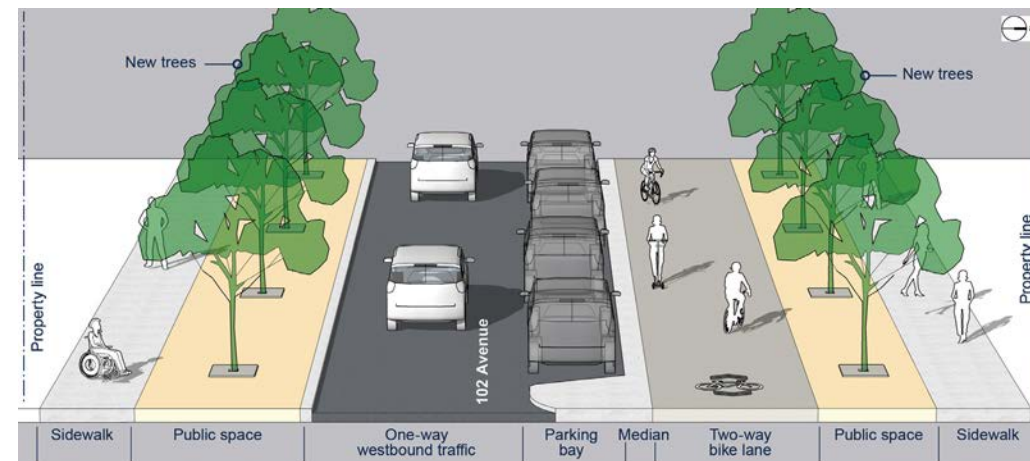 New trees
New trees
Property line
Property line
102 Avenue
Sidewalk
Public space
One-way
westbound traffic
Parking
bay
Median
Two-way
bike lane
Public space
Sidewalk